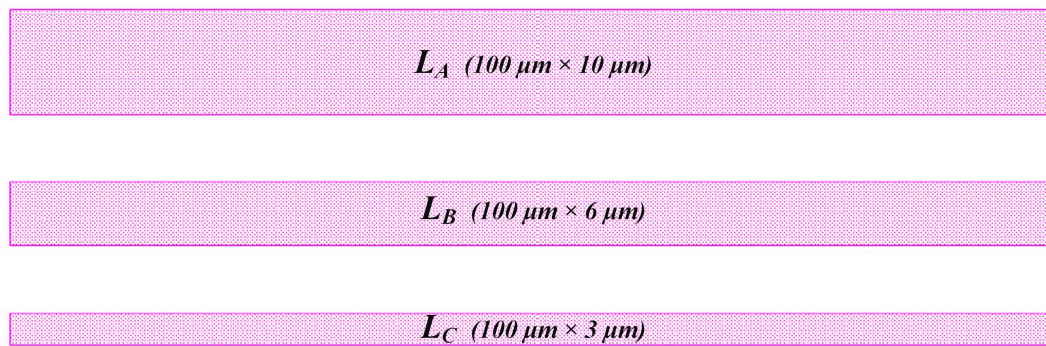 L_A (100 μm × 10 μm)
L_B (100 μm × 6 μm)
L_C (100 μm × 3 μm)